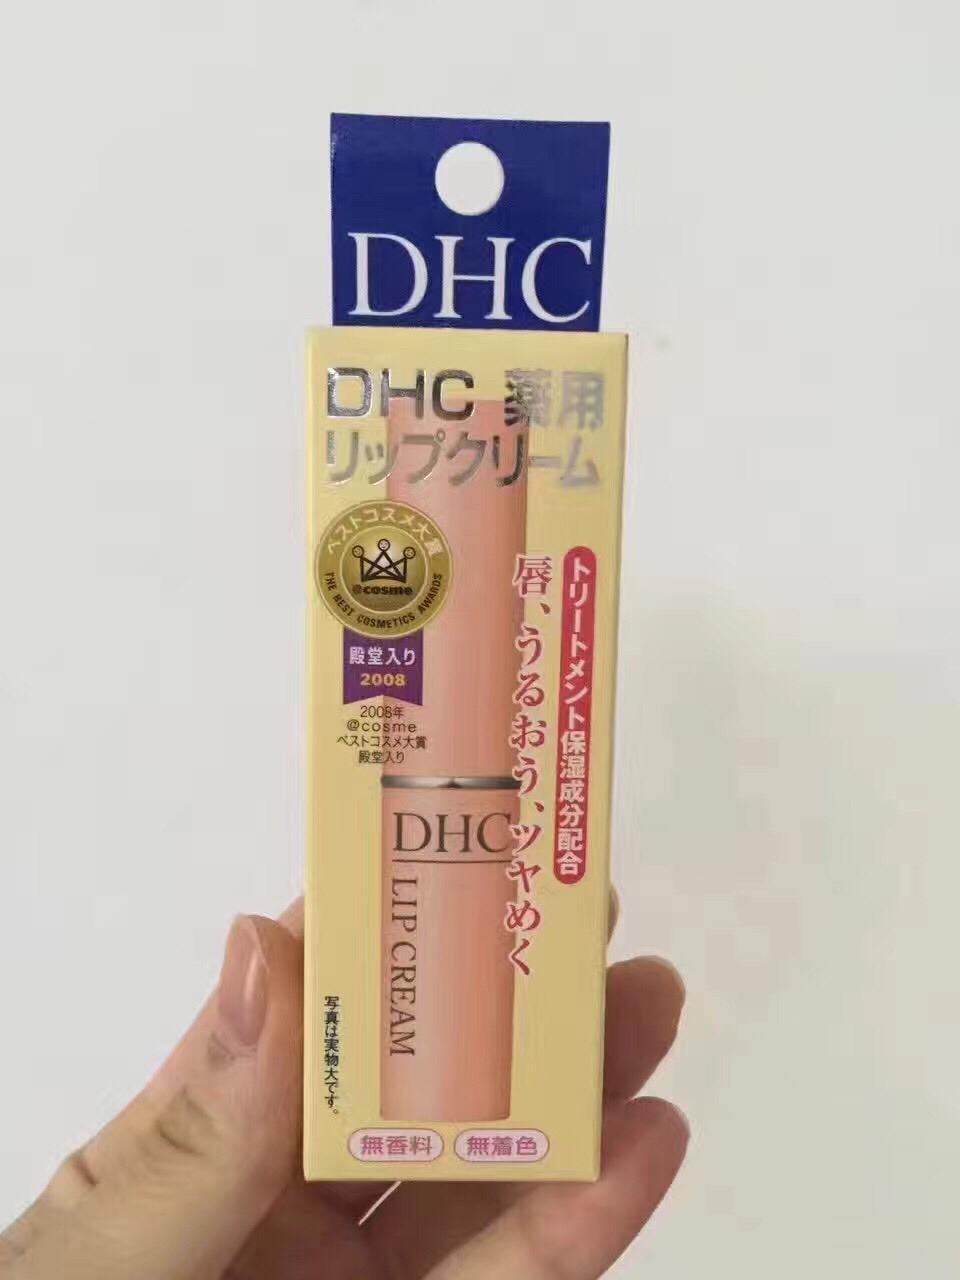 DHC
DHC 薬用
リップクリーム
ベストコスメ大賞
@cosme
THE BEST COSMETICS AWARDS
殿堂入り
2008
2008年
@cosme
ベストコスメ大賞
殿堂入り
トリートメント保湿成分配合
唇、うるおう、ツヤめく
DHC
LIP CREAM
写真は実物大です。
無香料
無着色